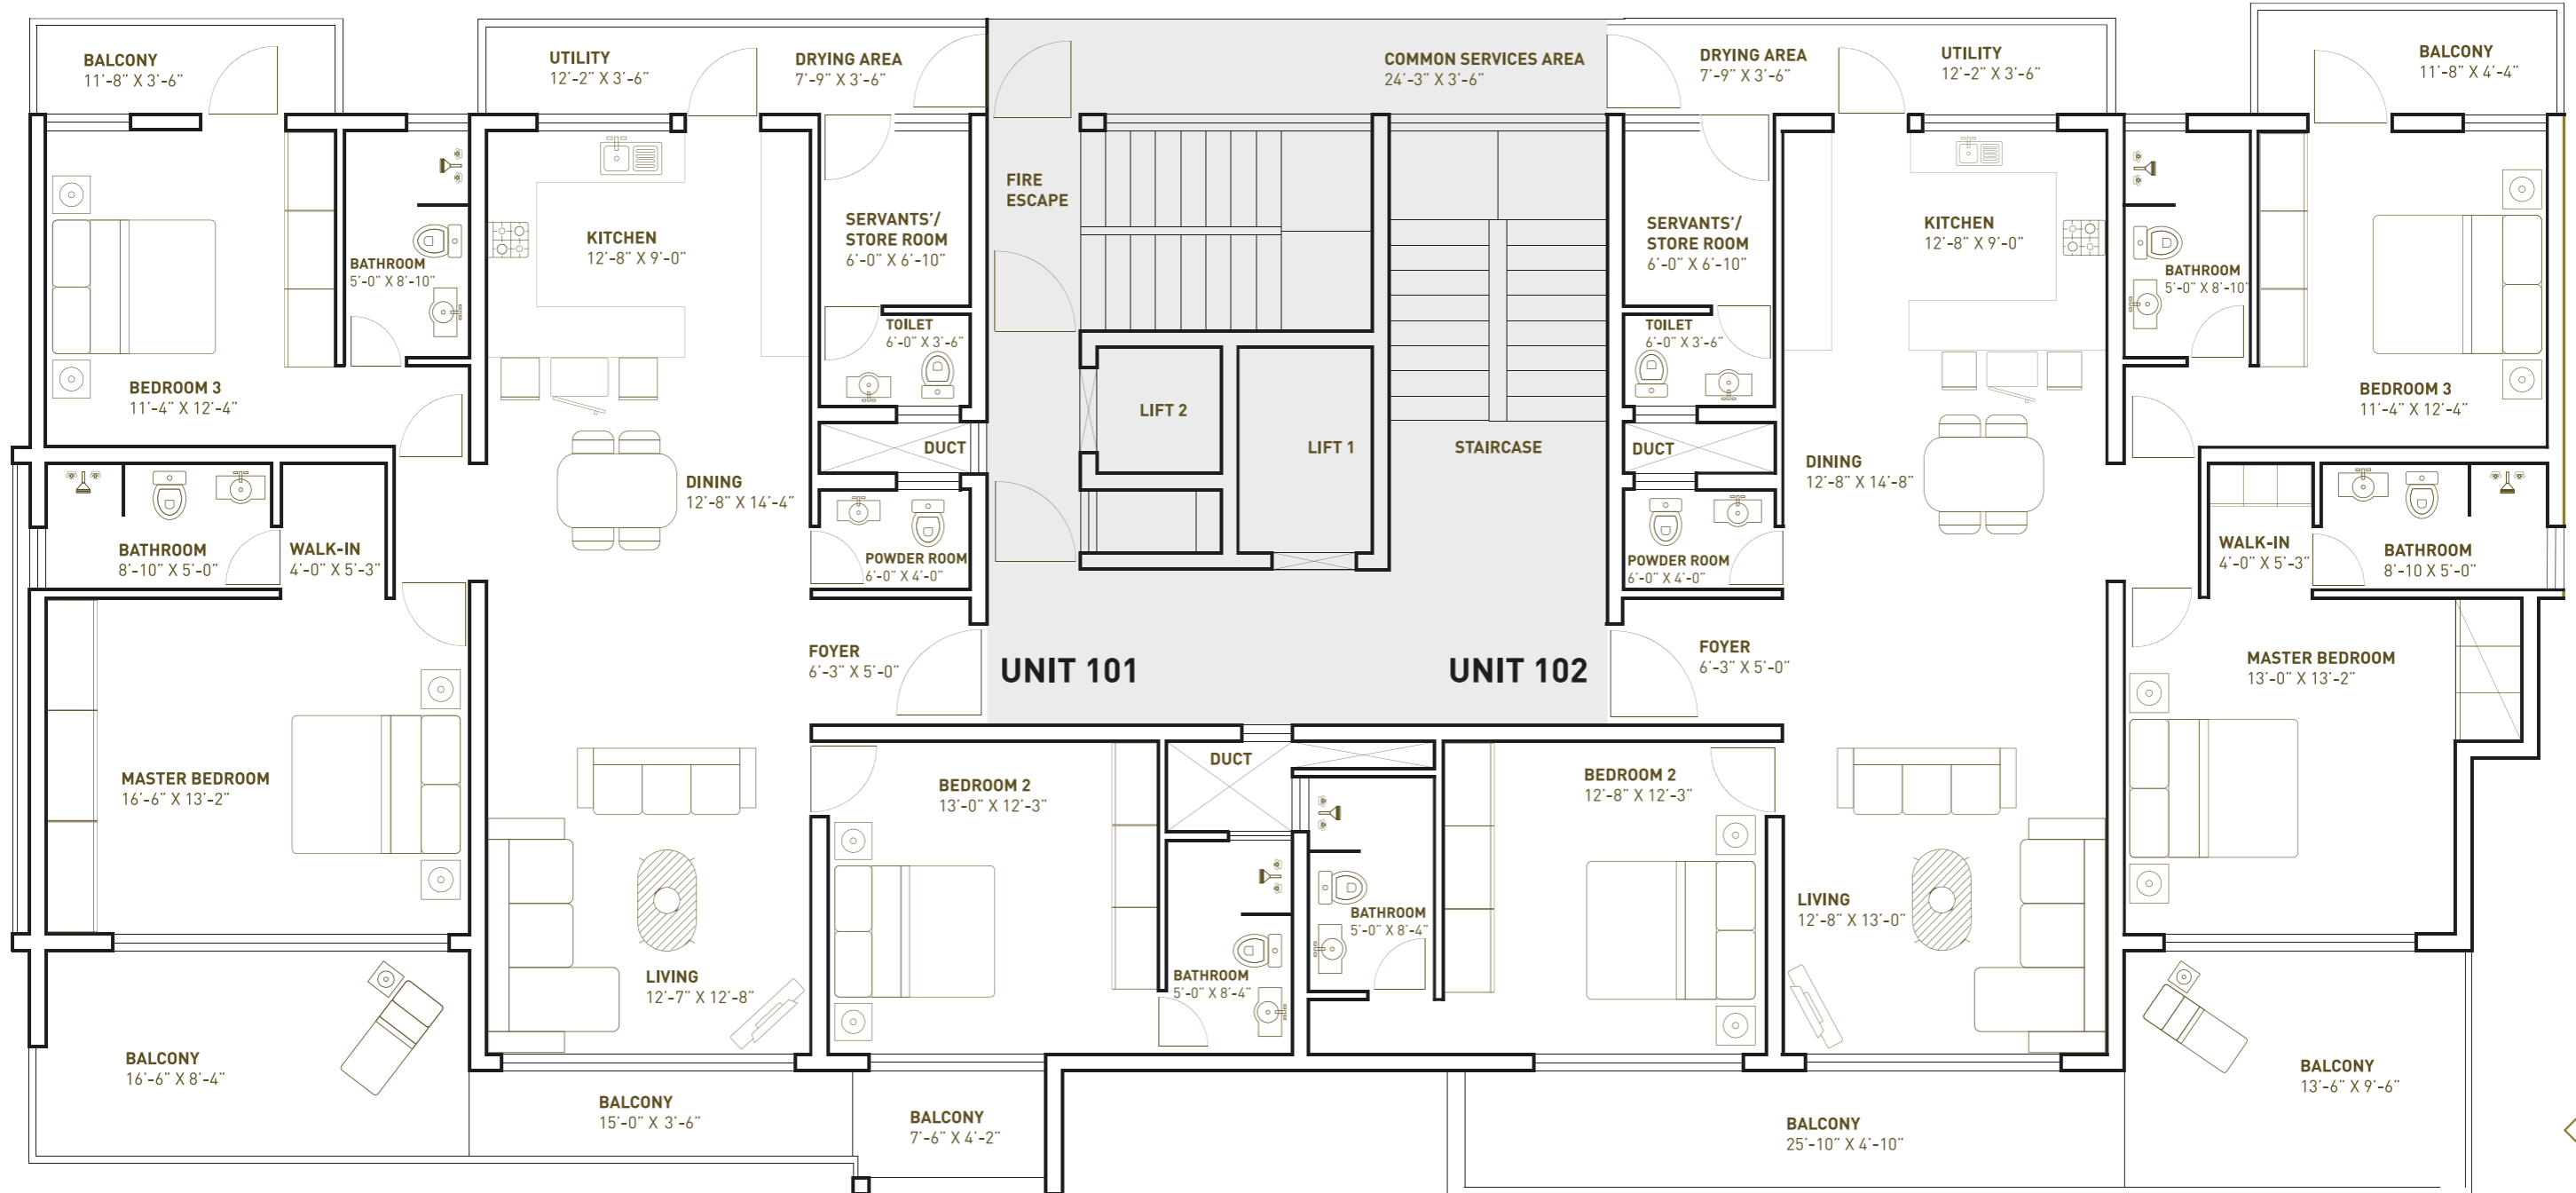 BALCONY
11'-8" X 3'-6"
UTILITY
12'-2" X 3'-6"
DRYING AREA
7'-9" X 3'-6"
COMMON SERVICES AREA
24'-3" X 3'-6"
DRYING AREA
7'-9" X 3'-6"
UTILITY
12'-2" X 3'-6"
BALCONY
11'-8" X 4'-4"
FIRE
ESCAPE
KITCHEN
12'-8" X 9'-0"
SERVANTS'/
STORE ROOM
6'-0" X 6'-10"
SERVANTS'/
STORE ROOM
6'-0" X 6'-10"
KITCHEN
12'-8" X 9'-0"
BATHROOM
5'-0" X 8'-10"
BATHROOM
5'-0" X 8'-10"
TOILET
6'-0" X 3'-6"
TOILET
6'-0" X 3'-6"
BEDROOM 3
11'-4" X 12'-4"
LIFT 2
BEDROOM 3
11'-4" X 12'-4"
DUCT
LIFT 1
STAIRCASE
DUCT
DINING
12'-8" X 14'-4"
DINING
12'-8" X 14'-8"
BATHROOM
8'-10" X 5'-0"
WALK-IN
4'-0" X 5'-3"
POWDER ROOM
6'-0" X 4'-0"
POWDER ROOM
6'-0" X 4'-0"
WALK-IN
4'-0" X 5'-3"
BATHROOM
8'-10 X 5'-0"
FOYER
6'-3" X 5'-0"
UNIT 101
UNIT 102
FOYER
6'-3" X 5'-0"
MASTER BEDROOM
13'-0" X 13'-2"
MASTER BEDROOM
16'-6" X 13'-2"
BEDROOM 2
13'-0" X 12'-3"
DUCT
BEDROOM 2
12'-8" X 12'-3"
LIVING
12'-8" X 13'-0"
BATHROOM
5'-0" X 8'-4"
LIVING
12'-7" X 12'-8"
BATHROOM
5'-0" X 8'-4"
BALCONY
16'-6" X 8'-4"
BALCONY
13'-6" X 9'-6"
BALCONY
15'-0" X 3'-6"
BALCONY
7'-6" X 4'-2"
BALCONY
25'-10" X 4'-10"